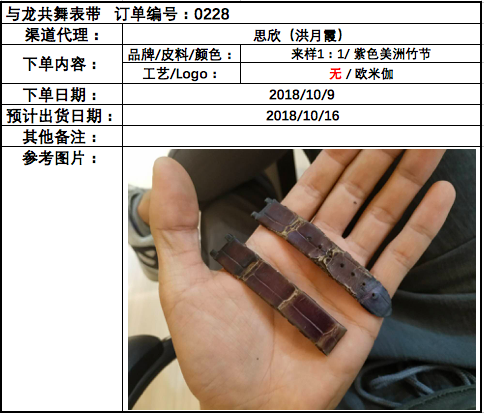 与龙共舞表带 订单编号：0228
渠道代理： 思欣（洪月霞）
下单内容： 品牌/皮料/颜色： 来样1：1/ 紫色美洲竹节
工艺/Logo： 无 / 欧米伽
下单日期： 2018/10/9
预计出货日期： 2018/10/16
其他备注：
参考图片：